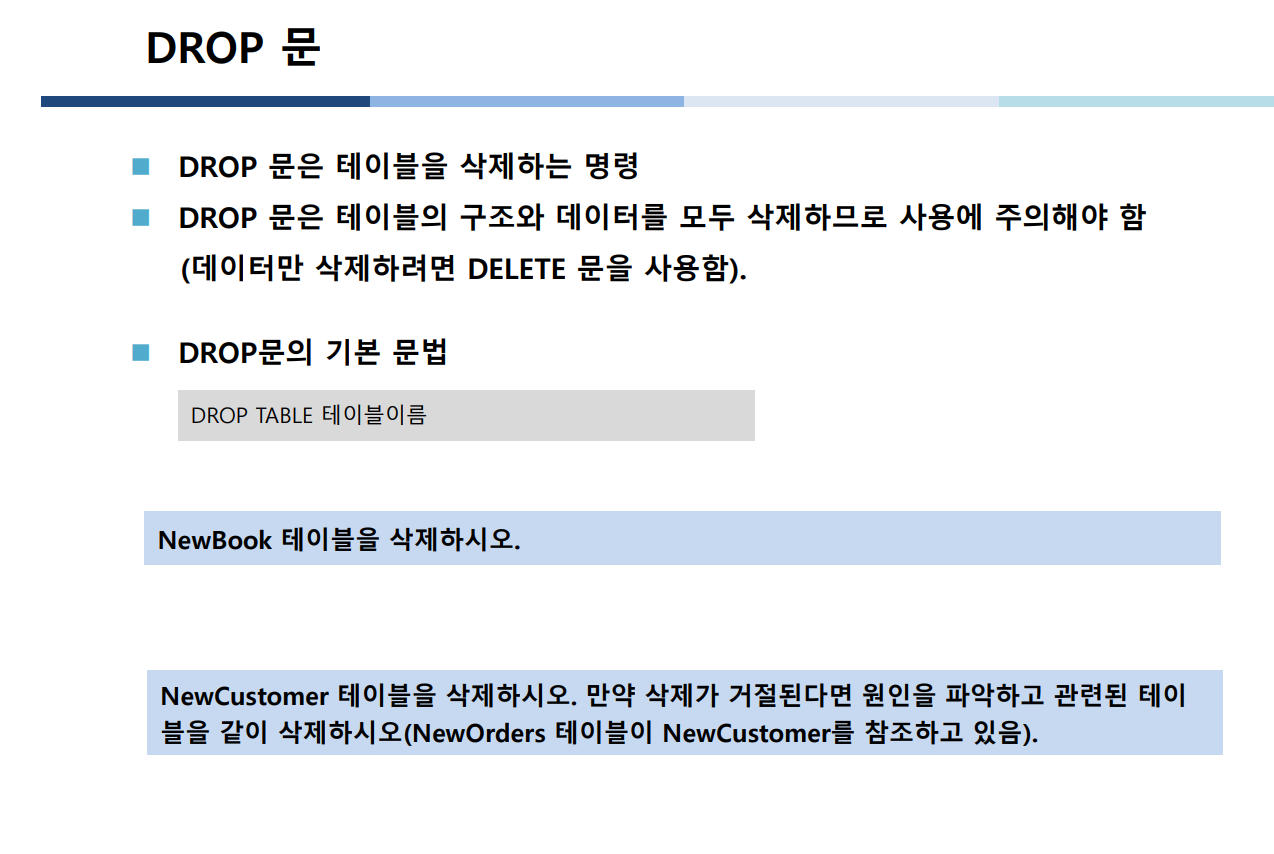 DROP 문
DROP 문은 테이블을 삭제하는 명령
DROP 문은 테이블의 구조와 데이터를 모두 삭제하므로 사용에 주의해야 함
(데이터만 삭제하려면 DELETE 문을 사용함).
DROP문의 기본 문법
DROP TABLE 테이블이름
NewBook 테이블을 삭제하시오.
NewCustomer 테이블을 삭제하시오. 만약 삭제가 거절된다면 원인을 파악하고 관련된 테이
블을 같이 삭제하시오(NewOrders 테이블이 NewCustomer를 참조하고 있음).